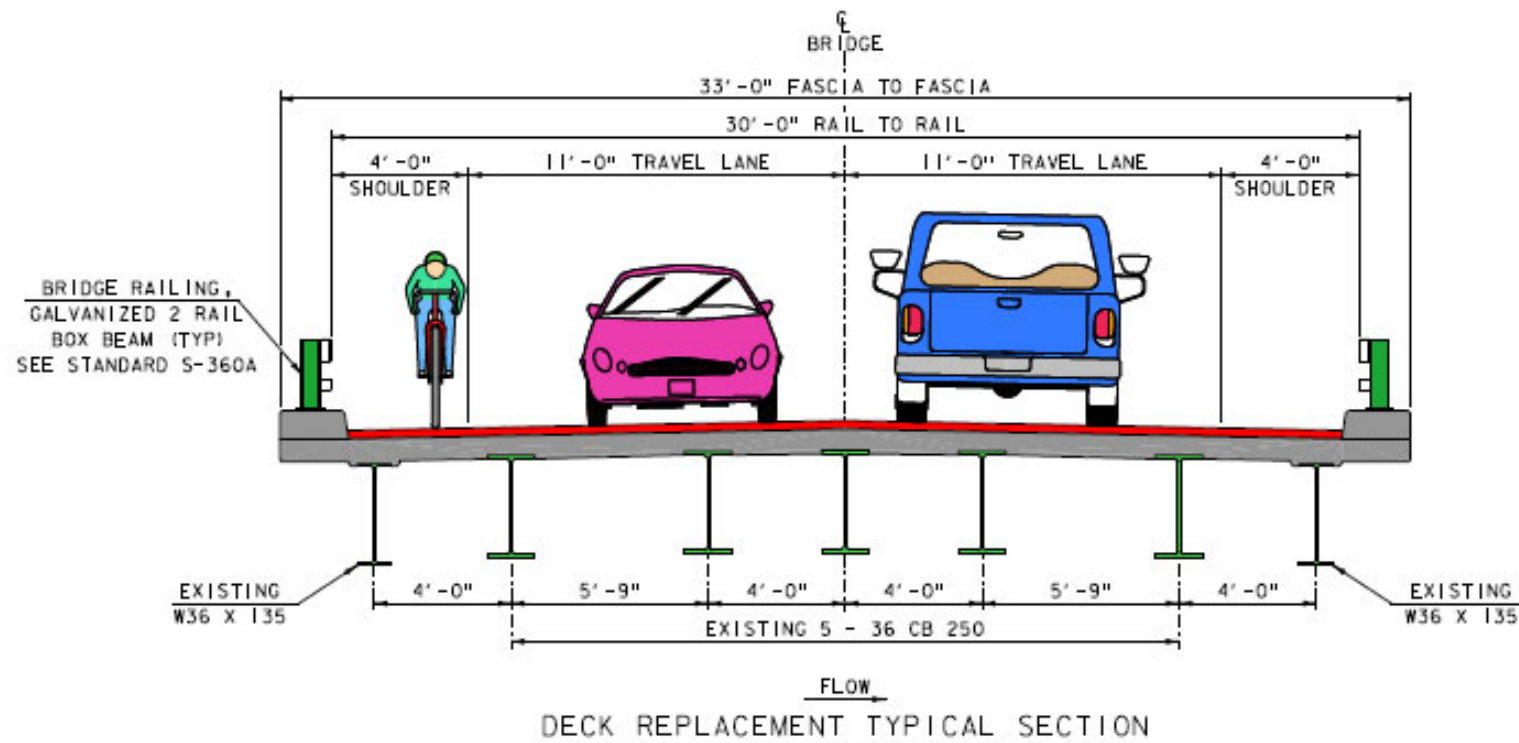 ℄
BRIDGE
33'-0" FASCIA TO FASCIA
30'-0" RAIL TO RAIL
4'-0" 11'-0" TRAVEL LANE 11'-0" TRAVEL LANE 4'-0"
SHOULDER SHOULDER
BRIDGE RAILING,
GALVANIZED 2 RAIL
BOX BEAM (TYP)
SEE STANDARD S-360A
EXISTING
W36 X 135
4'-0" 5'-9" 4'-0" 4'-0" 5'-9" 4'-0"
EXISTING
W36 X 135
EXISTING 5 - 36 CB 250
FLOW
DECK REPLACEMENT TYPICAL SECTION